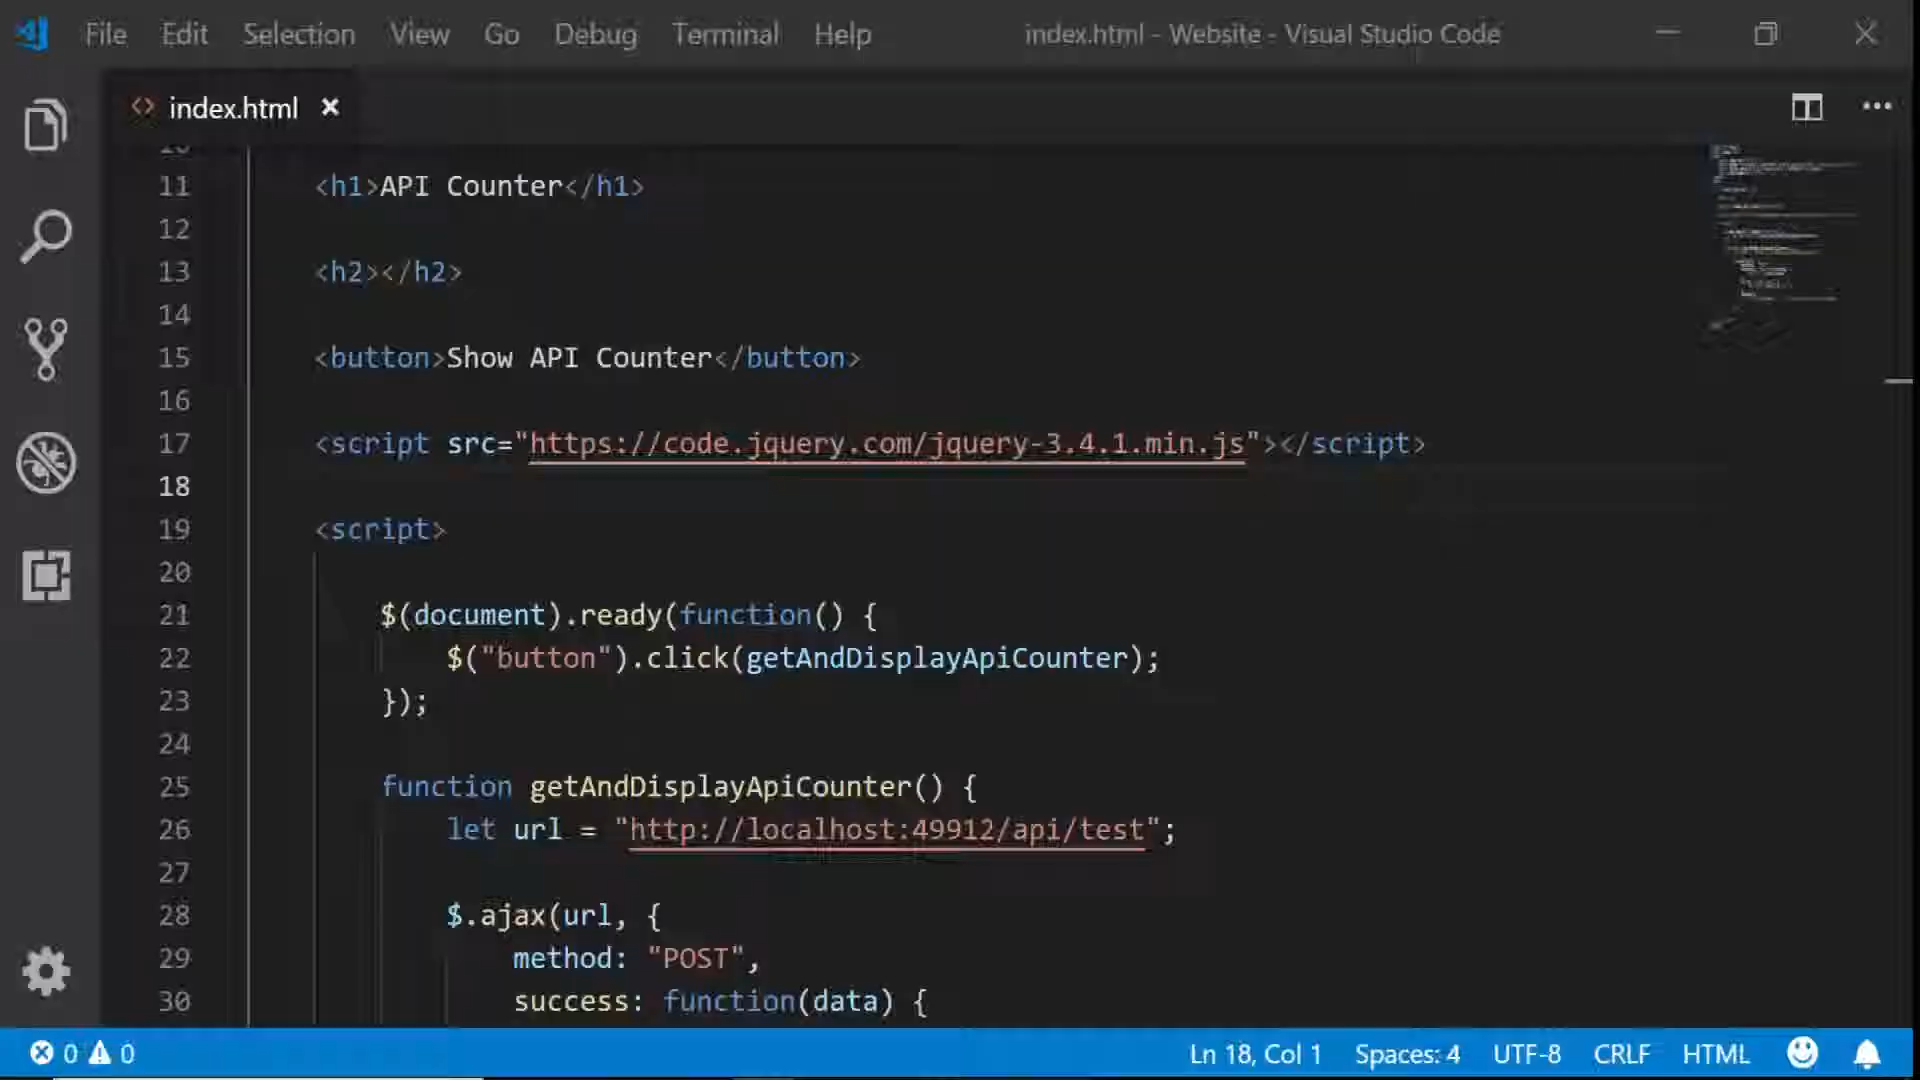 File Edit Selection View Go Debug Terminal Help index.html - Website - Visual Studio Code
index.html
11 <h1>API Counter</h1>
12
13 <h2></h2>
14
15 <button>Show API Counter</button>
16
17 <script src="https://code.jquery.com/jquery-3.4.1.min.js"></script>
18
19 <script>
20
21 $(document).ready(function() {
22 $("button").click(getAndDisplayApiCounter);
23 });
24
25 function getAndDisplayApiCounter() {
26 let url = "http://localhost:49912/api/test";
27
28 $.ajax(url, {
29 method: "POST",
30 success: function(data) {
0 0 Ln 18, Col 1 Spaces: 4 UTF-8 CRLF HTML